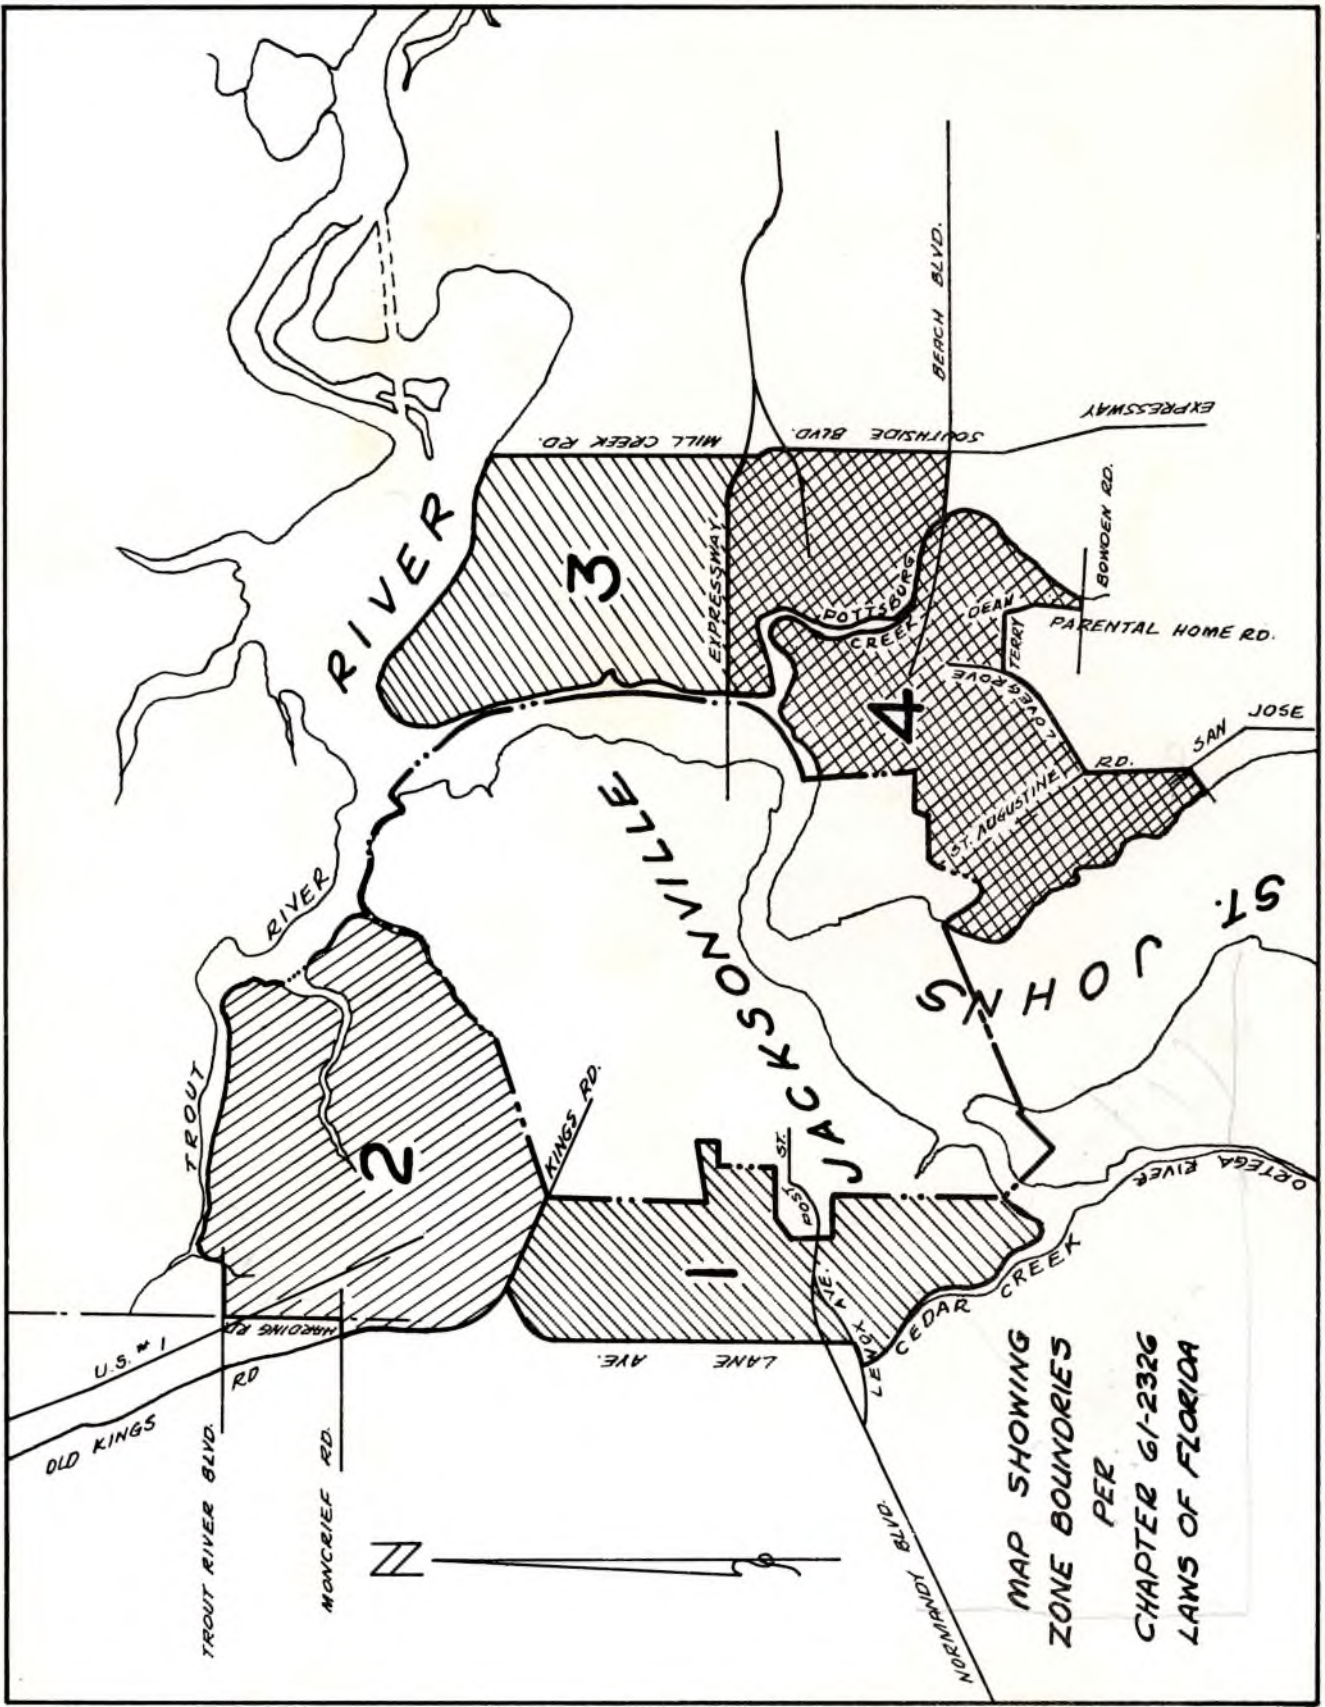 MAP SHOWING
ZONE BOUNDRIES
PER
CHAPTER 61-2326
LAWS OF FLORIDA
N
U.S. #1
OLD KINGS RD
TROUT RIVER BLVD.
MONCRIEF RD.
HARDING RD
TROUT RIVER
2
KINGS RD.
1
LANE AVE.
POST ST.
LENOX AVE.
CEDAR CREEK
NORMANDY BLVD.
ORTEGA RIVER
JACKSONVILLE
ST. JOHNS RIVER
3
MILL CREEK RD.
EXPRESSWAY
SOUTHSIDE BLVD.
BEACH BLVD.
EXPRESSWAY
POTTSBURG
CREEK
4
DEAN
TERRY
LOVEGROVE
RD.
BOWDEN RD.
PARENTAL HOME RD.
ST. AUGUSTINE
SAN JOSE